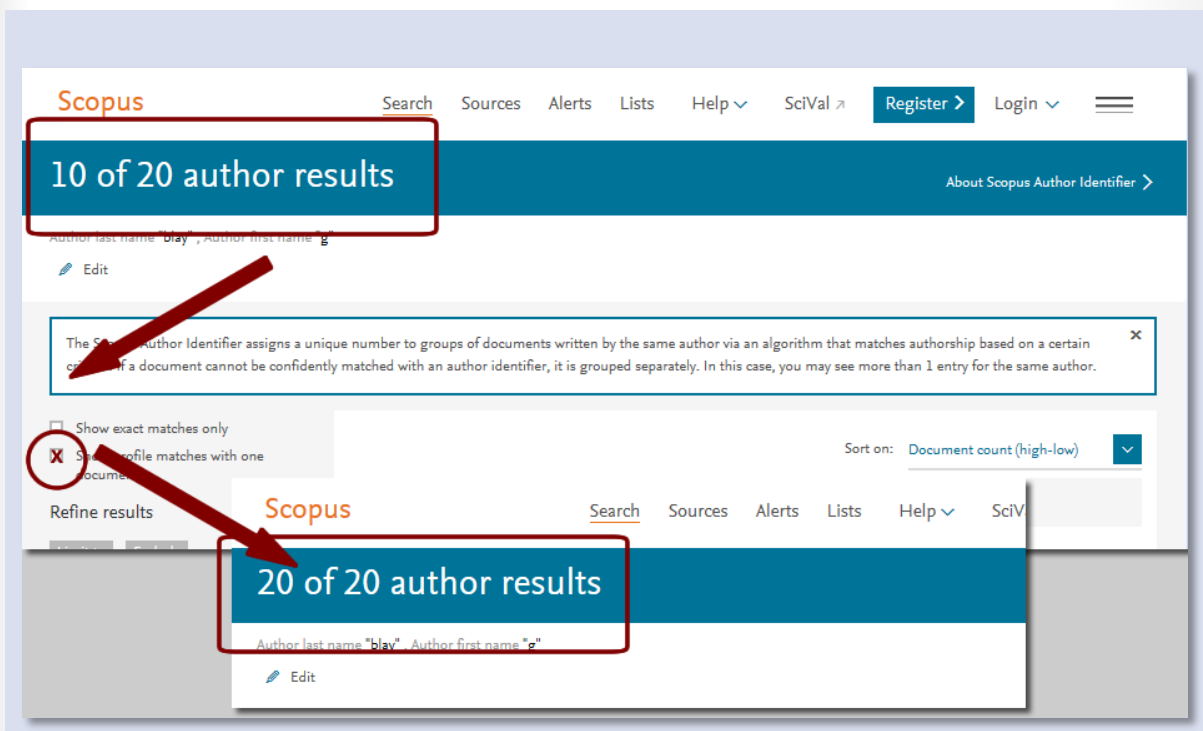 Scopus
Search Sources Alerts Lists Help SciVal Register Login
10 of 20 author results
About Scopus Author Identifier
Author last name "blay" , Author first name "g"
Edit
The Author Identifier assigns a unique number to groups of documents written by the same author via an algorithm that matches authorship based on a certain
If a document cannot be confidently matched with an author identifier, it is grouped separately. In this case, you may see more than 1 entry for the same author.
Show exact matches only
X profile matches with one
Sort on: Document count (high-low)
Refine results
Scopus
Search Sources Alerts Lists Help
20 of 20 author results
Author last name "blay" , Author first name "g"
Edit